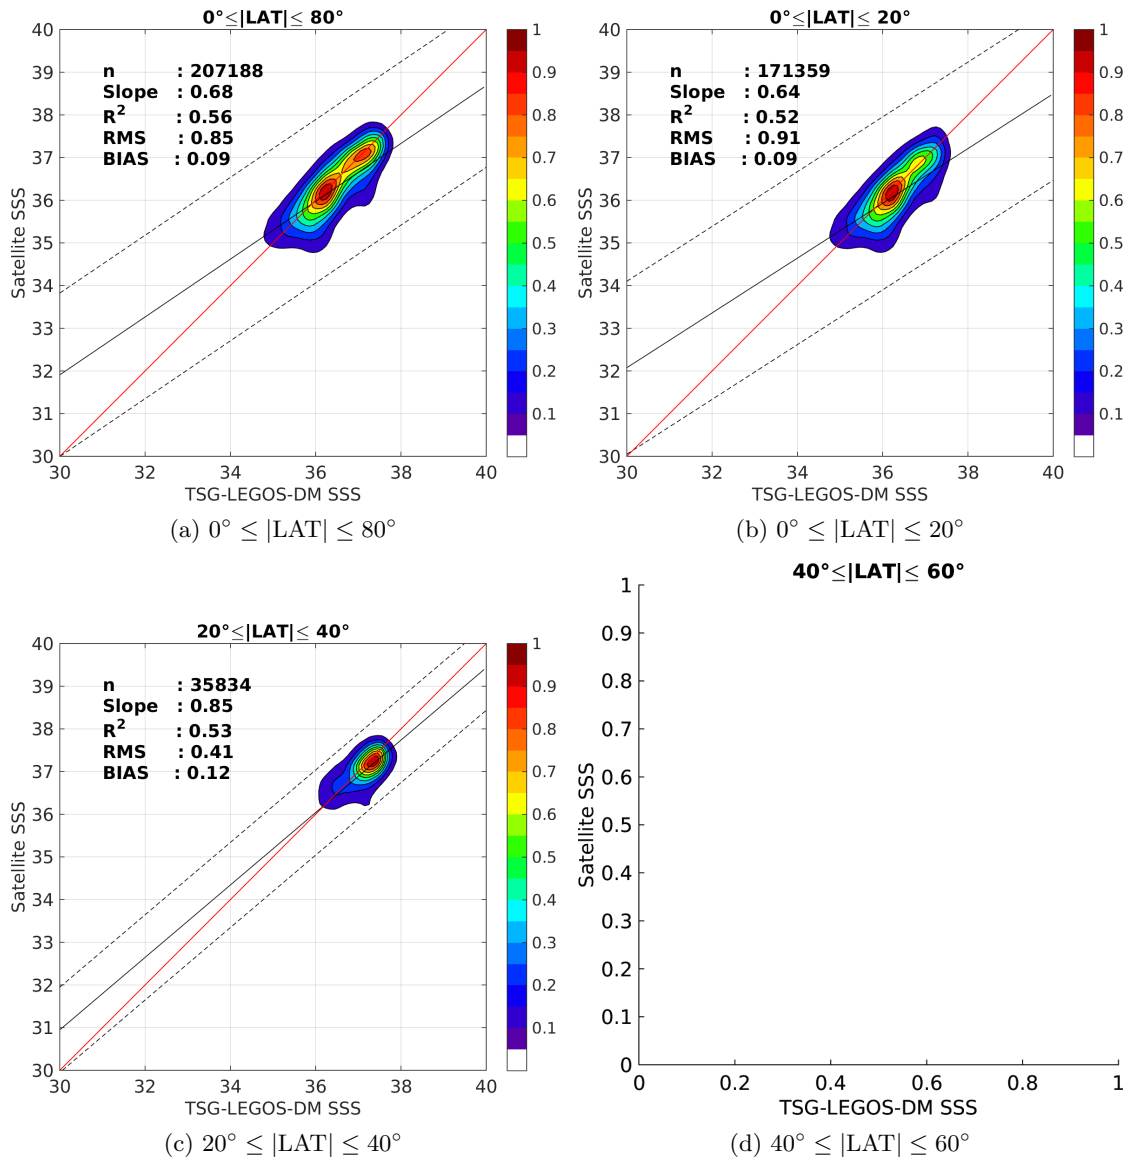 0°≤|LAT|≤ 80°
40
39
38
37
36
35
34
33
32
31
30
30 32 34 36 38 40
Satellite SSS
TSG-LEGOS-DM SSS
n : 207188
Slope : 0.68
R² : 0.56
RMS : 0.85
BIAS : 0.09
1
0.9
0.8
0.7
0.6
0.5
0.4
0.3
0.2
0.1
(a) 0° ≤ |LAT| ≤ 80°
0°≤|LAT|≤ 20°
40
39
38
37
36
35
34
33
32
31
30
30 32 34 36 38 40
Satellite SSS
TSG-LEGOS-DM SSS
n : 171359
Slope : 0.64
R² : 0.52
RMS : 0.91
BIAS : 0.09
1
0.9
0.8
0.7
0.6
0.5
0.4
0.3
0.2
0.1
(b) 0° ≤ |LAT| ≤ 20°
20°≤|LAT|≤ 40°
40
39
38
37
36
35
34
33
32
31
30
30 32 34 36 38 40
Satellite SSS
TSG-LEGOS-DM SSS
n : 35834
Slope : 0.85
R² : 0.53
RMS : 0.41
BIAS : 0.12
1
0.9
0.8
0.7
0.6
0.5
0.4
0.3
0.2
0.1
(c) 20° ≤ |LAT| ≤ 40°
40°≤|LAT|≤ 60°
1
0.9
0.8
0.7
0.6
0.5
0.4
0.3
0.2
0.1
0
0 0.2 0.4 0.6 0.8 1
Satellite SSS
TSG-LEGOS-DM SSS
(d) 40° ≤ |LAT| ≤ 60°